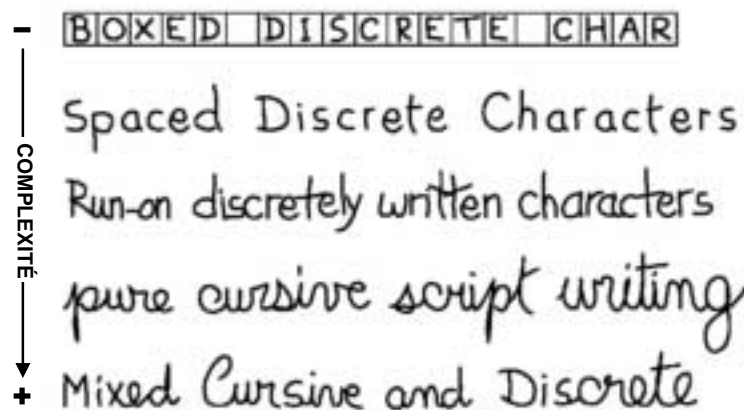 -
BOXED DISCRETE CHAR
Spaced Discrete Characters
Run-on discretely written characters
pure cursive script writing
Mixed Cursive and Discrete
+
COMPLEXITÉ